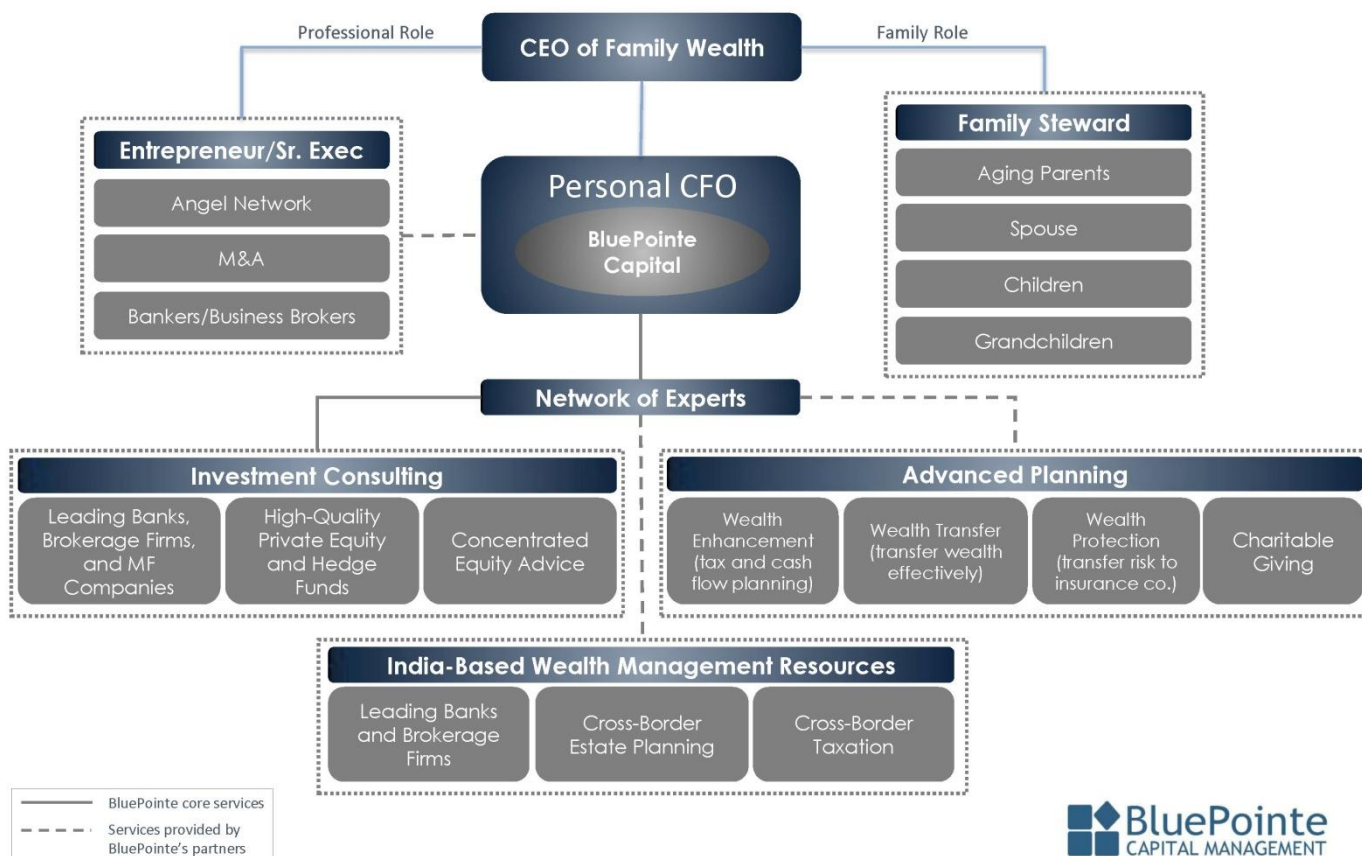 Professional Role
CEO of Family Wealth
Family Role
Entrepreneur/Sr. Exec
Angel Network
M&A
Bankers/Business Brokers
Personal CFO
BluePointe
Capital
Family Steward
Aging Parents
Spouse
Children
Grandchildren
Network of Experts
Investment Consulting
Leading Banks,
Brokerage Firms,
and MF
Companies
High-Quality
Private Equity
and Hedge
Funds
Concentrated
Equity Advice
Advanced Planning
Wealth
Enhancement
(tax and cash
flow planning)
Wealth Transfer
(transfer wealth
effectively)
Wealth
Protection
(transfer risk to
insurance co.)
Charitable
Giving
India-Based Wealth Management Resources
Leading Banks
and Brokerage
Firms
Cross-Border
Estate Planning
Cross-Border
Taxation
BluePointe core services
Services provided by
BluePointe's partners
BluePointe
CAPITAL MANAGEMENT